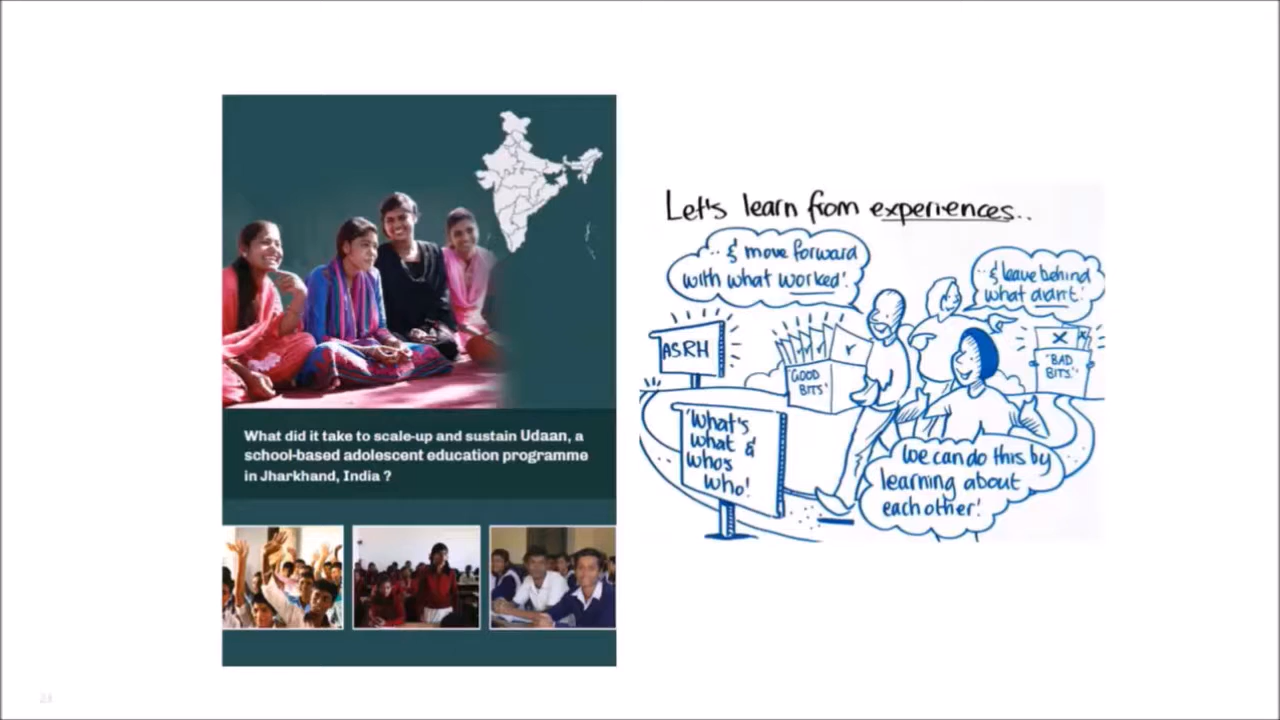 What did it take to scale-up and sustain Udaan, a
school-based adolescent education programme
in Jharkhand, India ?
Let's learn from experiences..
..& move forward
with what worked!
..& leave behind
what didn't!
ASRH
'GOOD
BITS'
'BAD
BITS'
'What's
what &
who's
who!
We can do this by
learning about
each other!